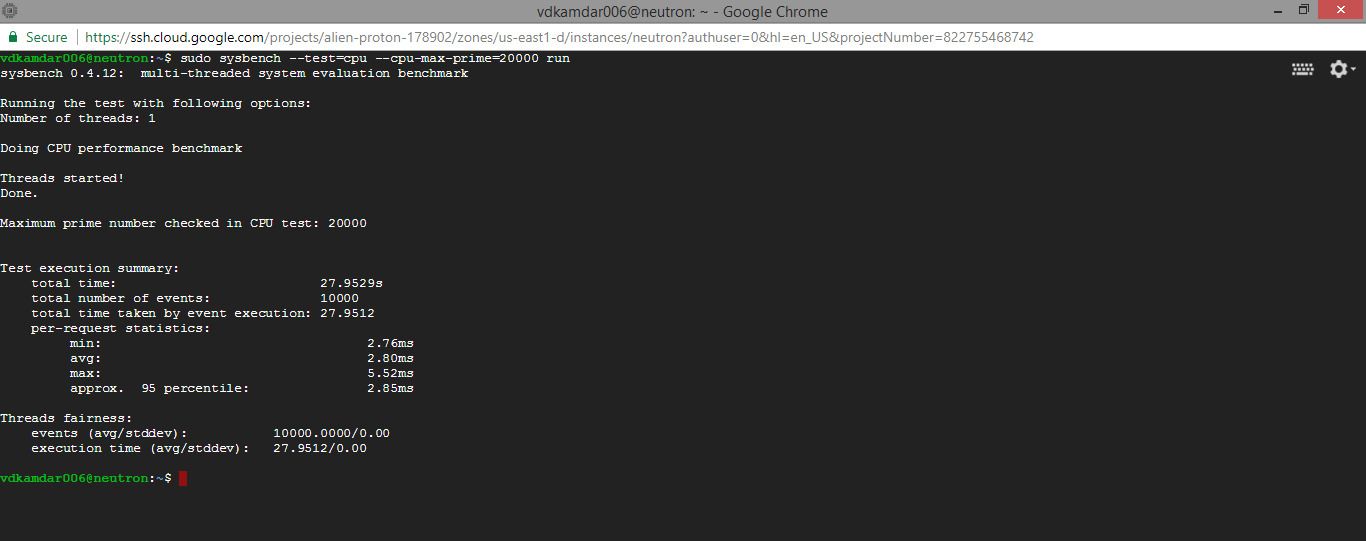 vdkamdar006@neutron: ~ - Google Chrome
Secure https://ssh.cloud.google.com/projects/alien-proton-178902/zones/us-east1-d/instances/neutron?authuser=0&hl=en_US&projectNumber=822755468742
vdkamdar006@neutron:~$ sudo sysbench --test=cpu --cpu-max-prime=20000 run
sysbench 0.4.12:  multi-threaded system evaluation benchmark
Running the test with following options:
Number of threads: 1
Doing CPU performance benchmark
Threads started!
Done.
Maximum prime number checked in CPU test: 20000
Test execution summary:
total time: 27.9529s
total number of events: 10000
total time taken by event execution: 27.9512
per-request statistics:
min: 2.76ms
avg: 2.80ms
max: 5.52ms
approx.  95 percentile: 2.85ms
Threads fairness:
events (avg/stddev): 10000.0000/0.00
execution time (avg/stddev): 27.9512/0.00
vdkamdar006@neutron:~$